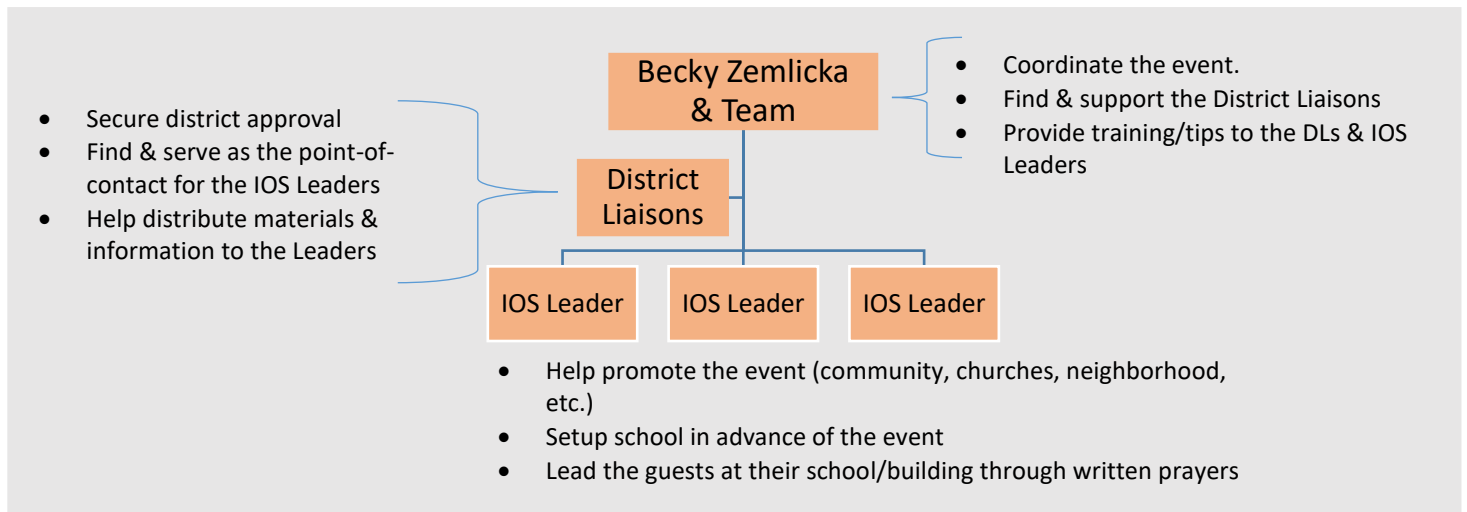 Becky Zemlicka
& Team
• Coordinate the event.
• Find & support the District Liaisons
• Provide training/tips to the DLs & IOS
Leaders
• Secure district approval
• Find & serve as the point-of-
contact for the IOS Leaders
• Help distribute materials &
information to the Leaders
District
Liaisons
IOS Leader
IOS Leader
IOS Leader
• Help promote the event (community, churches, neighborhood,
etc.)
• Setup school in advance of the event
• Lead the guests at their school/building through written prayers